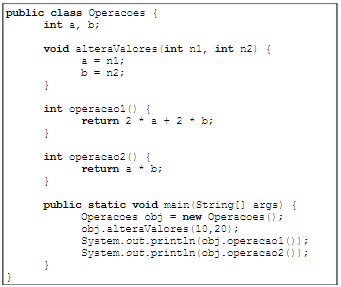 public class Operacoes {
int a, b;
void alteraValores(int n1, int n2) {
a = n1;
b = n2;
}
int operacao1() {
return 2 * a + 2 * b;
}
int operacao2() {
return a * b;
}
public static void main(String[] args) {
Operacoes obj = new Operacoes();
obj.alteraValores(10,20);
System.out.println(obj.operacao1());
System.out.println(obj.operacao2());
}
}